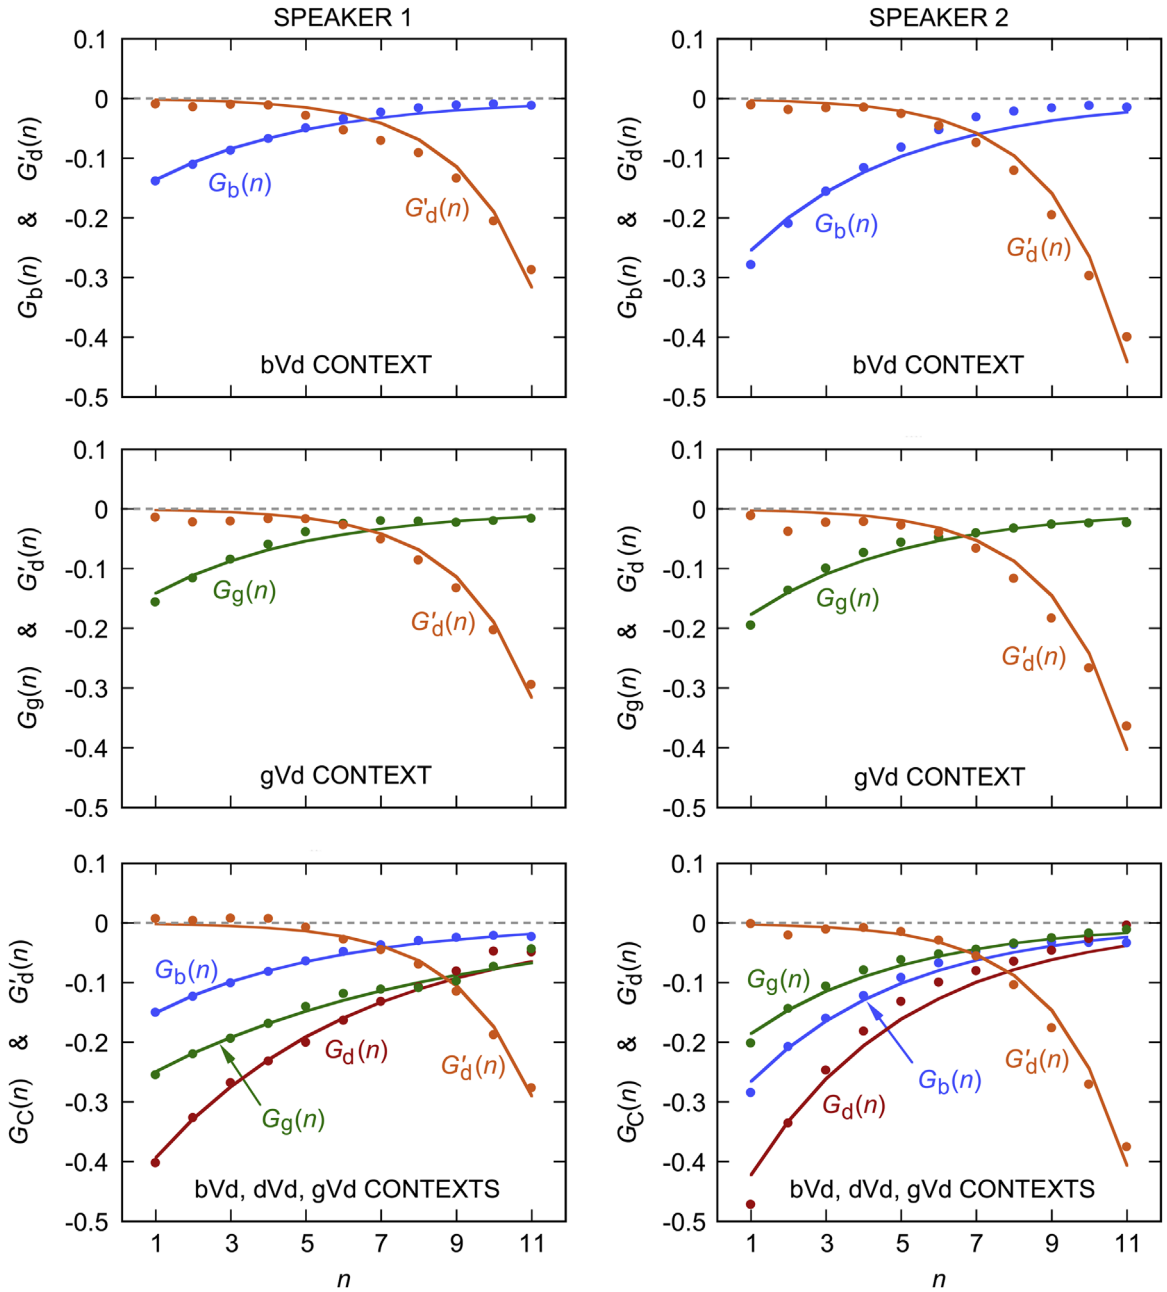 SPEAKER 1
SPEAKER 2
0.1
0
-0.1
-0.2
-0.3
-0.4
-0.5
Gb(n) & G′d(n)
Gb(n)
G′d(n)
bVd CONTEXT
0.1
0
-0.1
-0.2
-0.3
-0.4
-0.5
Gb(n) & G′d(n)
Gb(n)
G′d(n)
bVd CONTEXT
0.1
0
-0.1
-0.2
-0.3
-0.4
-0.5
Gg(n) & G′d(n)
Gg(n)
G′d(n)
gVd CONTEXT
0.1
0
-0.1
-0.2
-0.3
-0.4
-0.5
Gg(n) & G′d(n)
Gg(n)
G′d(n)
gVd CONTEXT
0.1
0
-0.1
-0.2
-0.3
-0.4
-0.5
GC(n) & G′d(n)
Gb(n)
Gd(n)
G′d(n)
Gg(n)
bVd, dVd, gVd CONTEXTS
1 3 5 7 9 11
n
0.1
0
-0.1
-0.2
-0.3
-0.4
-0.5
GC(n) & G′d(n)
Gg(n)
G′d(n)
Gb(n)
Gd(n)
bVd, dVd, gVd CONTEXTS
1 3 5 7 9 11
n